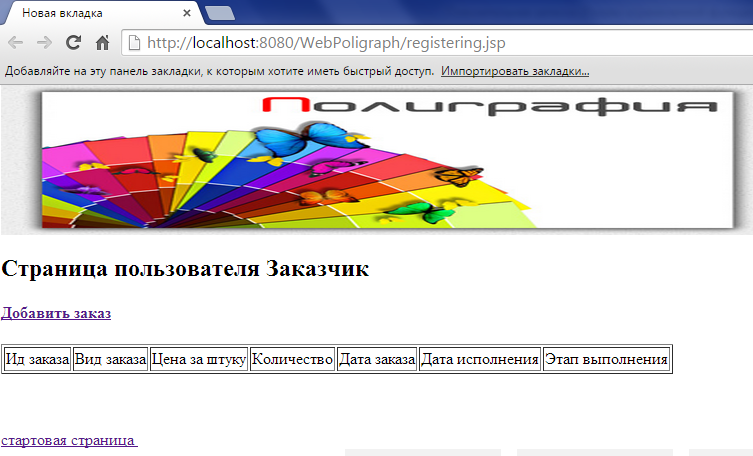 Новая вкладка
http://localhost:8080/WebPoligraph/registering.jsp
Добавляйте на эту панель закладки, к которым хотите иметь быстрый доступ. Импортировать закладки...
Полиграфия
Страница пользователя Заказчик
Добавить заказ
Ид заказа Вид заказа Цена за штуку Количество Дата заказа Дата исполнения Этап выполнения
стартовая страница